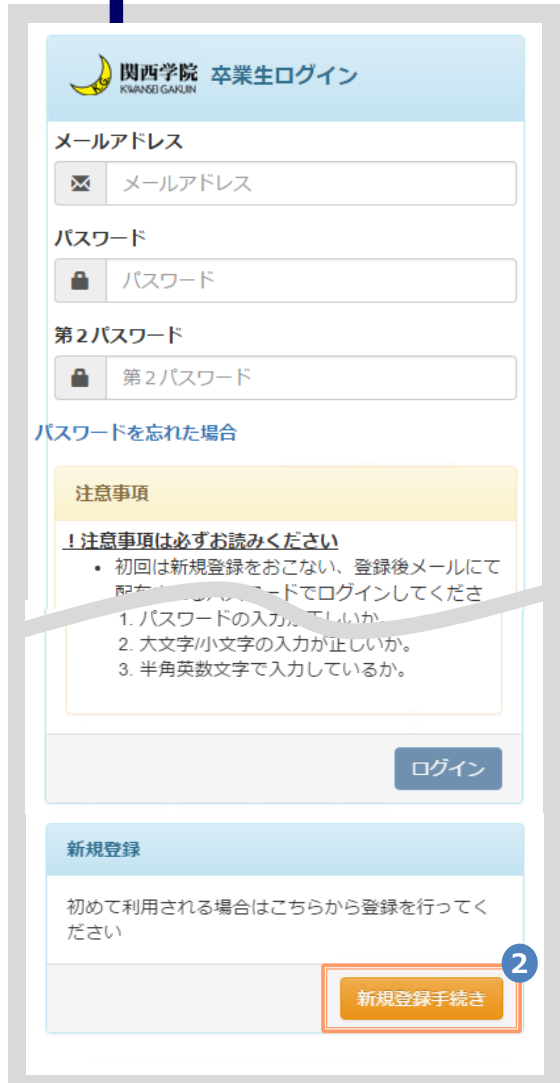 関西学院 卒業生ログイン
KWANSEI GAKUIN
メールアドレス
メールアドレス
パスワード
パスワード
第2パスワード
第2パスワード
パスワードを忘れた場合
注意事項
!注意事項は必ずお読みください
• 初回は新規登録をおこない、登録後メールにて
ードでログインしてくださ
1. パスワードの入力が正しいか。
2. 大文字/小文字の入力が正しいか。
3. 半角英数文字で入力しているか。
ログイン
新規登録
初めて利用される場合はこちらから登録を行ってく
ださい
2
新規登録手続き